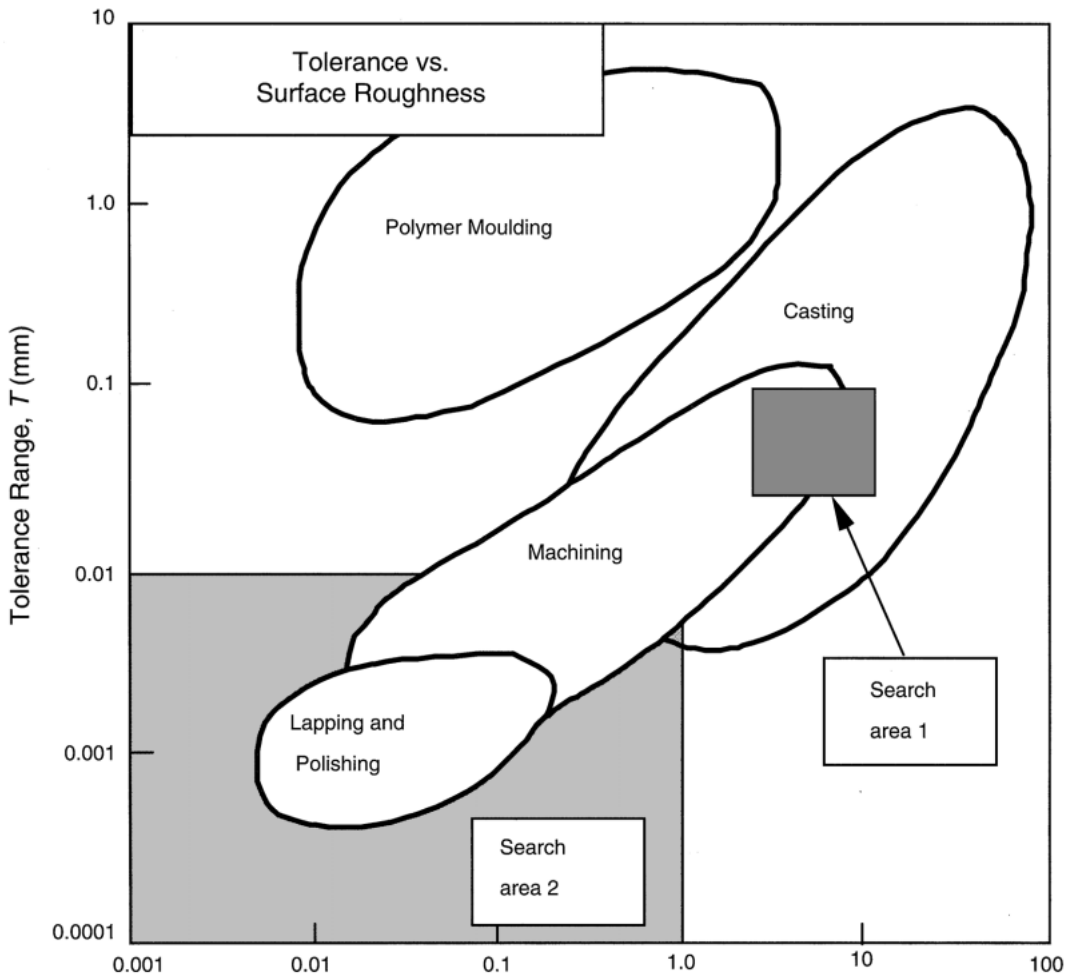 Tolerance vs.
Surface Roughness
10
1.0
0.1
0.01
0.001
0.0001
Tolerance Range, T (mm)
Polymer Moulding
Casting
Machining
Lapping and
Polishing
Search
area 1
Search
area 2
0.001
0.01
0.1
1.0
10
100